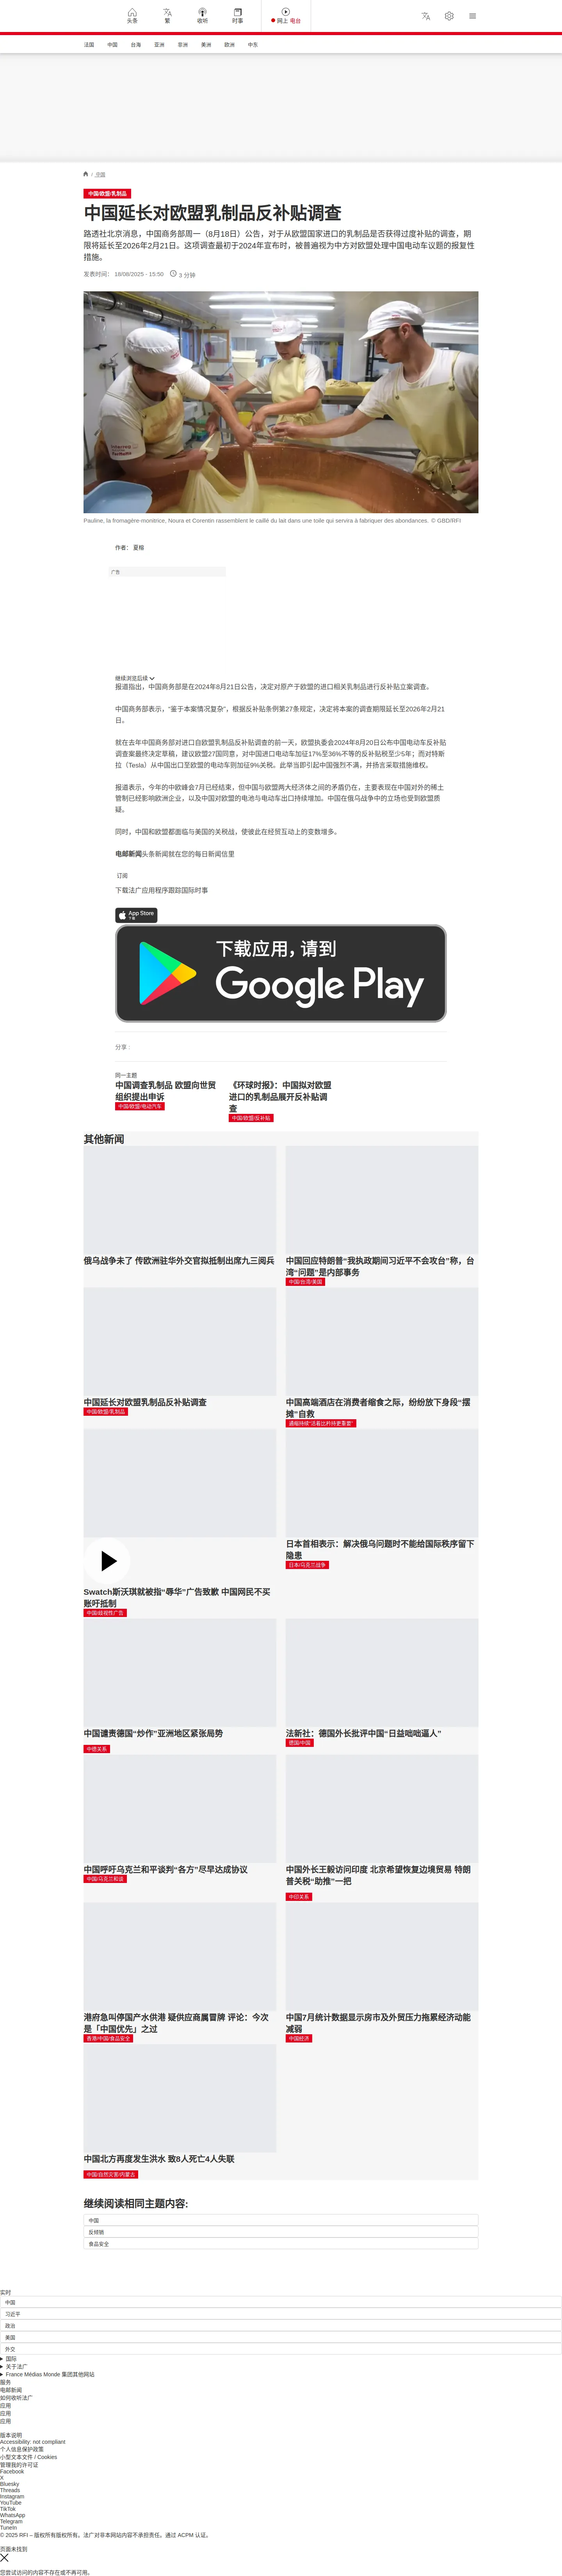 头条
繁
收听
时事
网上 电台
法国
中国
台海
亚洲
非洲
美洲
欧洲
中东
/ 中国
中国/欧盟/乳制品
中国延长对欧盟乳制品反补贴调查
路透社北京消息，中国商务部周一（8月18日）公告，对于从欧盟国家进口的乳制品是否获得过度补贴的调查，期
限将延长至2026年2月21日。这项调查最初于2024年宣布时，被普遍视为中方对欧盟处理中国电动车议题的报复性
措施。
发表时间： 18/08/2025 - 15:50
3 分钟
Pauline, la fromagère-monitrice, Noura et Corentin rassemblent le caillé du lait dans une toile qui servira à fabriquer des abondances. © GBD/RFI
作者： 夏榕
广告
继续浏览后续
报道指出，中国商务部是在2024年8月21日公告，决定对原产于欧盟的进口相关乳制品进行反补贴立案调查。
中国商务部表示，“鉴于本案情况复杂”，根据反补贴条例第27条规定，决定将本案的调查期限延长至2026年2月21
日。
就在去年中国商务部对进口自欧盟乳制品反补贴调查的前一天，欧盟执委会2024年8月20日公布中国电动车反补贴
调查案最终决定草稿，建议欧盟27国同意，对中国进口电动车加征17%至36%不等的反补贴税至少5年；而对特斯
拉（Tesla）从中国出口至欧盟的电动车则加征9%关税。此举当即引起中国强烈不满，并扬言采取措施维权。
报道表示，今年的中欧峰会7月已经结束，但中国与欧盟两大经济体之间的矛盾仍在，主要表现在中国对外的稀土
管制已经影响欧洲企业，以及中国对欧盟的电池与电动车出口持续增加。中国在俄乌战争中的立场也受到欧盟质
疑。
同时，中国和欧盟都面临与美国的关税战，使彼此在经贸互动上的变数增多。
电邮新闻头条新闻就在您的每日新闻信里
订阅
下载法广应用程序跟踪国际时事
App Store
下载
下载应用，请到
Google Play
分享 :
同一主题
中国调查乳制品 欧盟向世贸
组织提出申诉
中国/欧盟/电动汽车
《环球时报》：中国拟对欧盟
进口的乳制品展开反补贴调
查
中国/欧盟/反补贴
其他新闻
俄乌战争未了 传欧洲驻华外交官拟抵制出席九三阅兵
中国回应特朗普“我执政期间习近平不会攻台”称，台
湾“问题”是内部事务
中国/台湾/美国
中国延长对欧盟乳制品反补贴调查
中国/欧盟/乳制品
中国高端酒店在消费者缩食之际，纷纷放下身段“摆
摊”自救
通缩持续“活着比矜持更重要”
Swatch斯沃琪就被指“辱华”广告致歉 中国网民不买
账吁抵制
中国/歧视性广告
日本首相表示：解决俄乌问题时不能给国际秩序留下
隐患
日本/乌克兰战争
中国谴责德国“炒作”亚洲地区紧张局势
中德关系
法新社：德国外长批评中国“日益咄咄逼人”
德国/中国
中国呼吁乌克兰和平谈判“各方”尽早达成协议
中国/乌克兰和谈
中国外长王毅访问印度 北京希望恢复边境贸易 特朗
普关税“助推”一把
中印关系
港府急叫停国产水供港 疑供应商属冒牌 评论：今次
是「中国优先」之过
香港/中国/食品安全
中国7月统计数据显示房市及外贸压力拖累经济动能
减弱
中国经济
中国北方再度发生洪水 致8人死亡4人失联
中国/自然灾害/内蒙古
继续阅读相同主题内容:
中国
反倾销
食品安全
实时
中国
习近平
政治
美国
外交
国际
关于法广
France Médias Monde 集团其他网站
服务
电邮新闻
如何收听法广
应用
应用
应用
版本说明
Accessibility: not compliant
个人信息保护政策
小型文本文件 / Cookies
管理我的许可证
Facebook
X
Bluesky
Threads
Instagram
YouTube
TikTok
WhatsApp
Telegram
TuneIn
© 2025 RFI – 版权所有版权所有。法广对非本网站内容不承担责任。通过 ACPM 认证。
页面未找到
您尝试访问的内容不存在或不再可用。